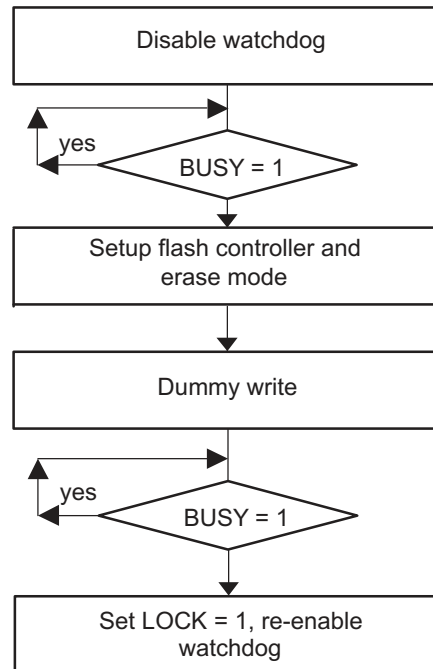 Disable watchdog
yes
BUSY = 1
Setup flash controller and
erase mode
Dummy write
yes
BUSY = 1
Set LOCK = 1, re-enable
watchdog